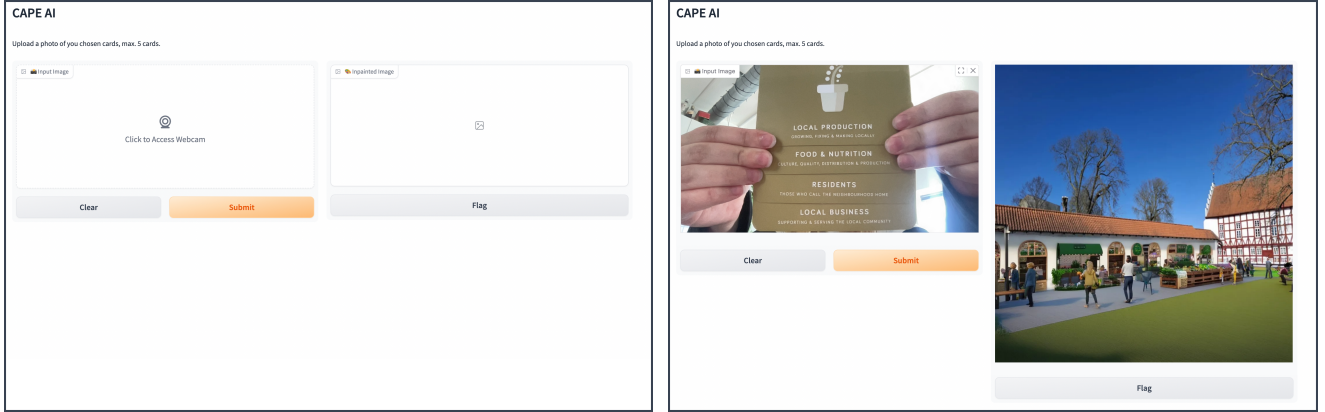 CAPE AI
Upload a photo of you chosen cards, max. 5 cards.
Input Image
Inpainted Image
Click to Access Webcam
Clear
Submit
Flag
CAPE AI
Upload a photo of you chosen cards, max. 5 cards.
Input Image
LOCAL PRODUCTION
GROWING, FIXING & MAKING LOCALLY
FOOD & NUTRITION
QUALITY, DISTRIBUTION & PRODUCTION
RESIDENTS
THOSE WHO CALL THE NEIGHBOURHOOD HOME
LOCAL BUSINESS
SUPPORTING & SERVING THE LOCAL COMMUNITY
Clear
Submit
Flag